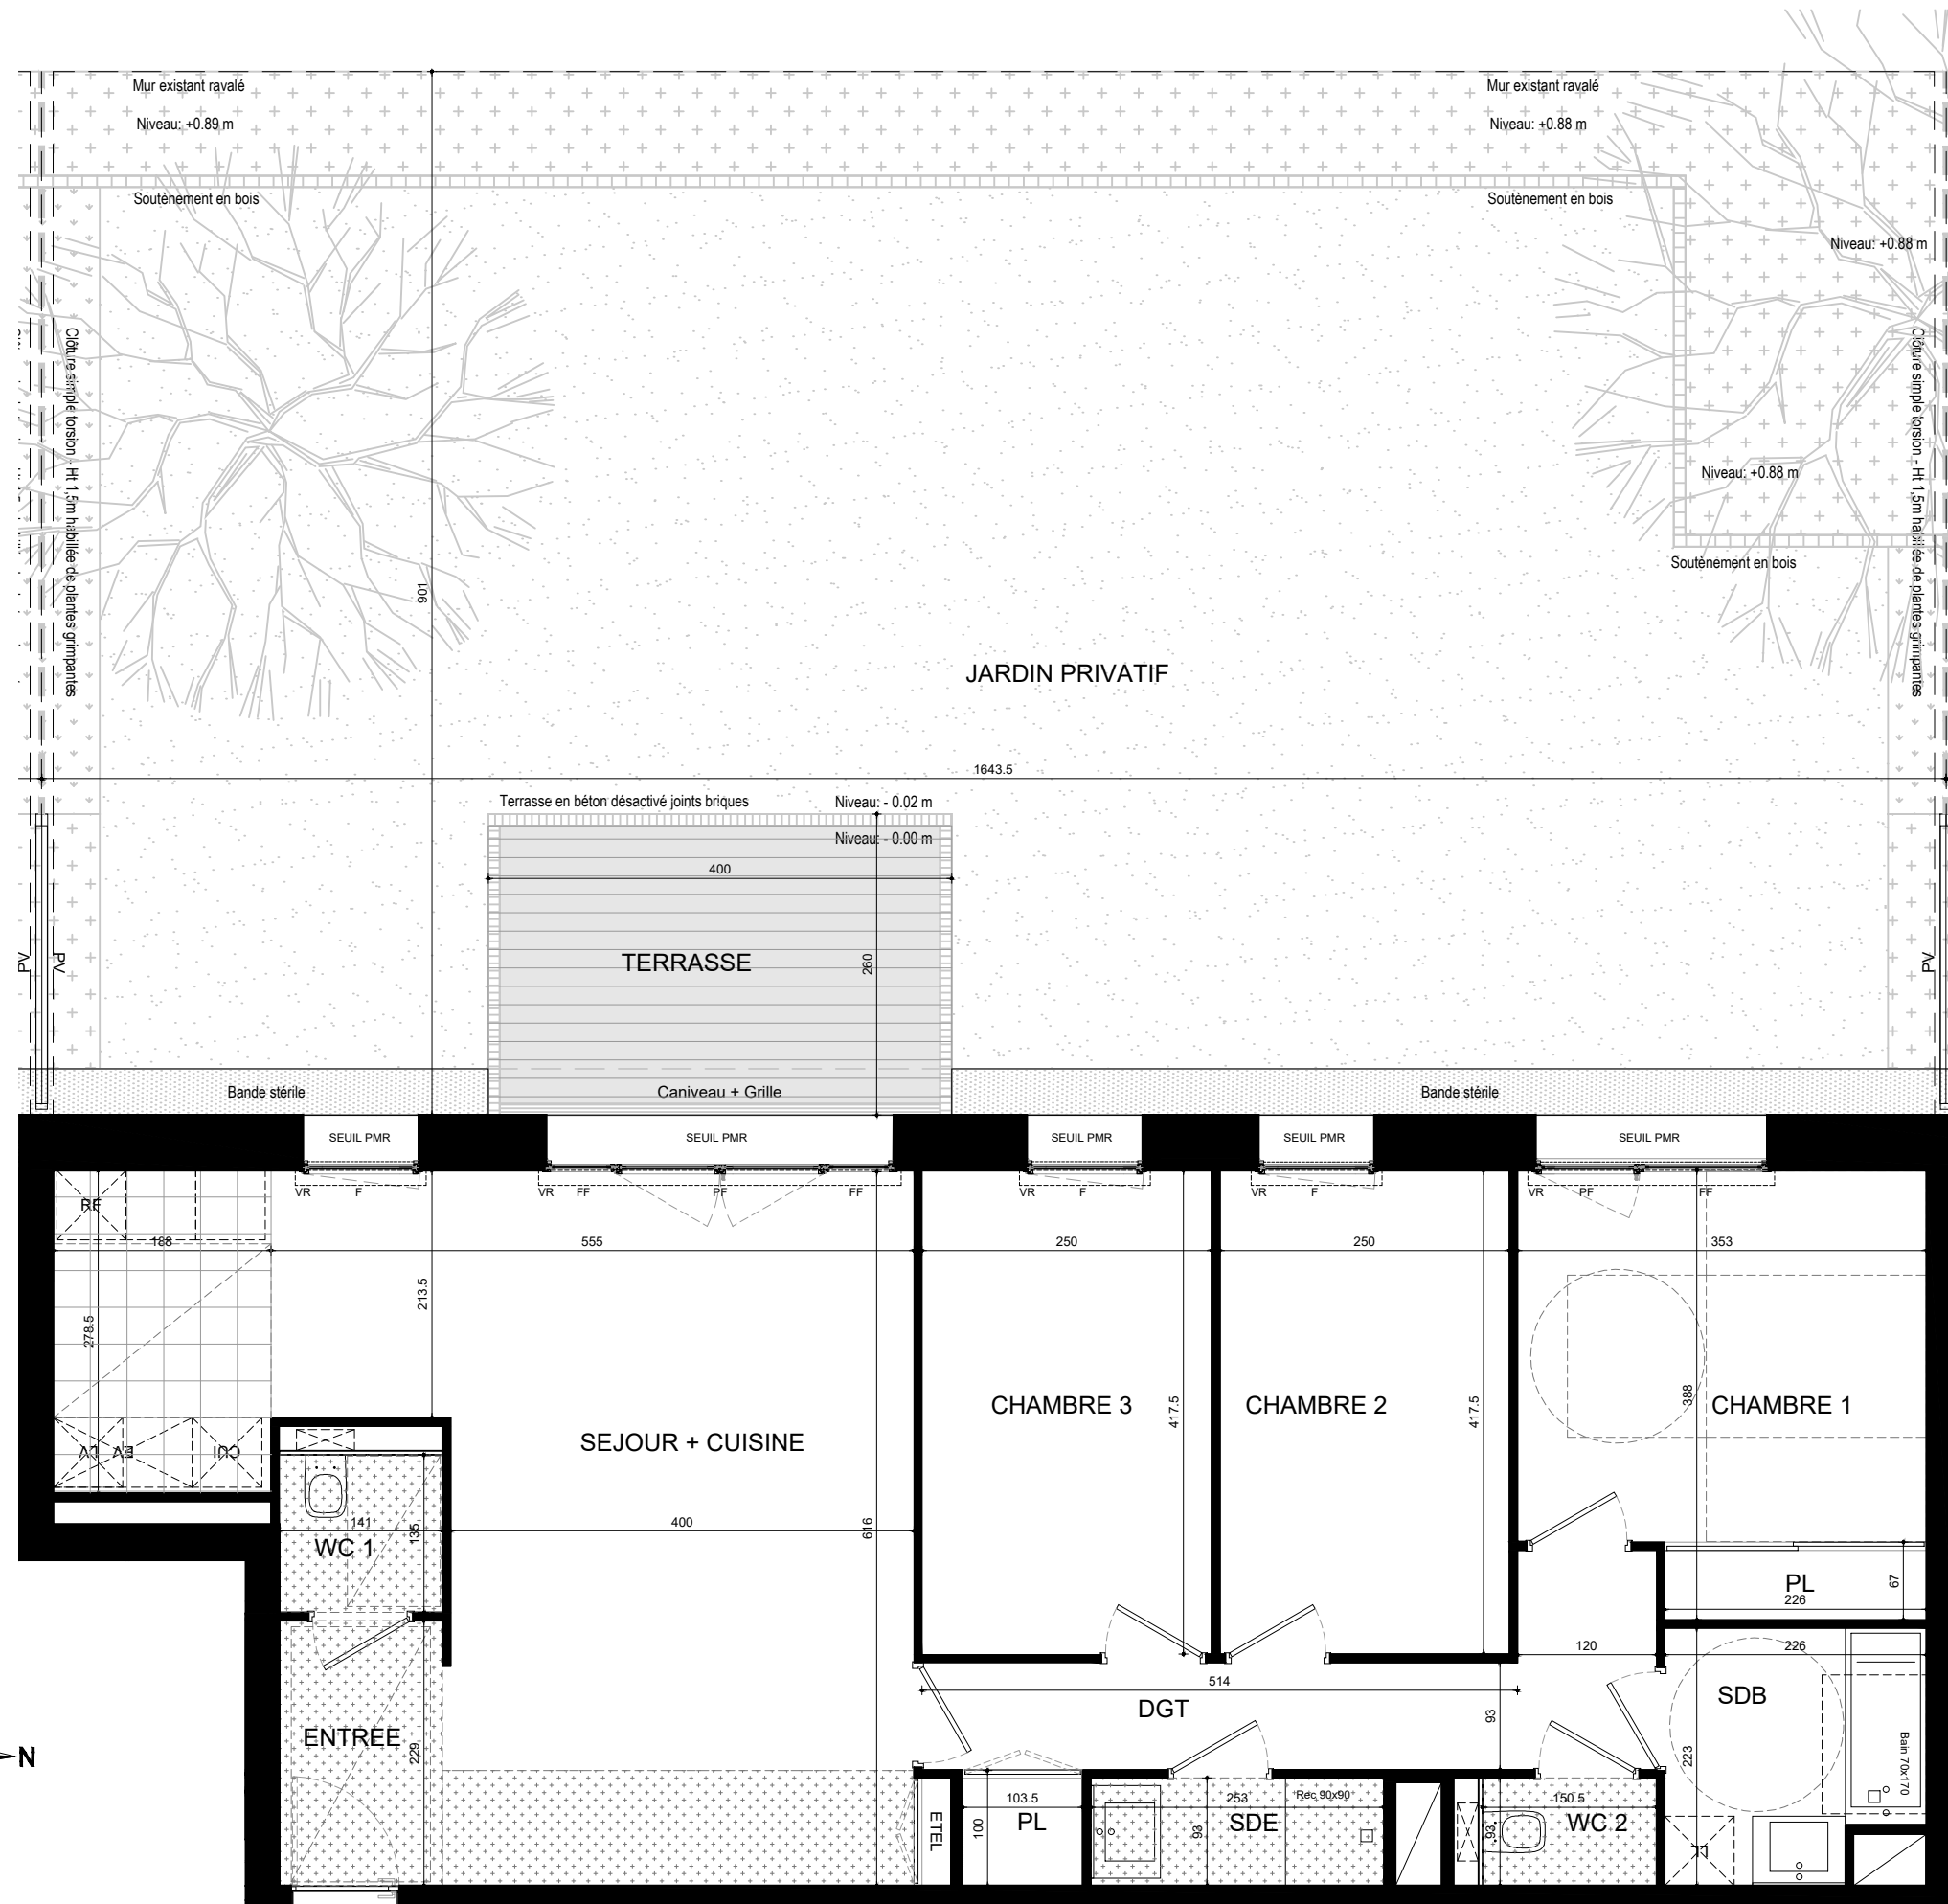 Mur existant ravalé
Mur existant ravalé
Niveau: +0.89 m
Niveau: +0.88 m
Soutènement en bois
Soutènement en bois
Niveau: +0.88 m
Clôture simple torsion - Ht 1,5m habillée de plantes grimpantes
Clôture simple torsion - Ht 1,5m habillée de plantes grimpantes
Niveau: +0.88 m
Soutènement en bois
901
JARDIN PRIVATIF
1643.5
Terrasse en béton désactivé joints briques
Niveau: - 0.02 m
Niveau: - 0.00 m
400
TERRASSE
260
PV
PV
PV
Bande stérile
Caniveau + Grille
Bande stérile
SEUIL PMR
SEUIL PMR
SEUIL PMR
SEUIL PMR
SEUIL PMR
VR F
VR FF PF FF
VR F
VR F
VR PF FF
RF
188
555
250
250
353
213.5
278.5
388
CHAMBRE 3
417.5
CHAMBRE 2
417.5
CHAMBRE 1
SEJOUR + CUISINE
LV
EV
CUI
141
135
WC 1
400
616
PL
67
226
120
226
514
DGT
93
SDB
223
Bain 70x170
ENTREE
229
N
ETEL
103.5
100
PL
253
93
SDE
Rec 90x90
150.5
93
WC 2
LL